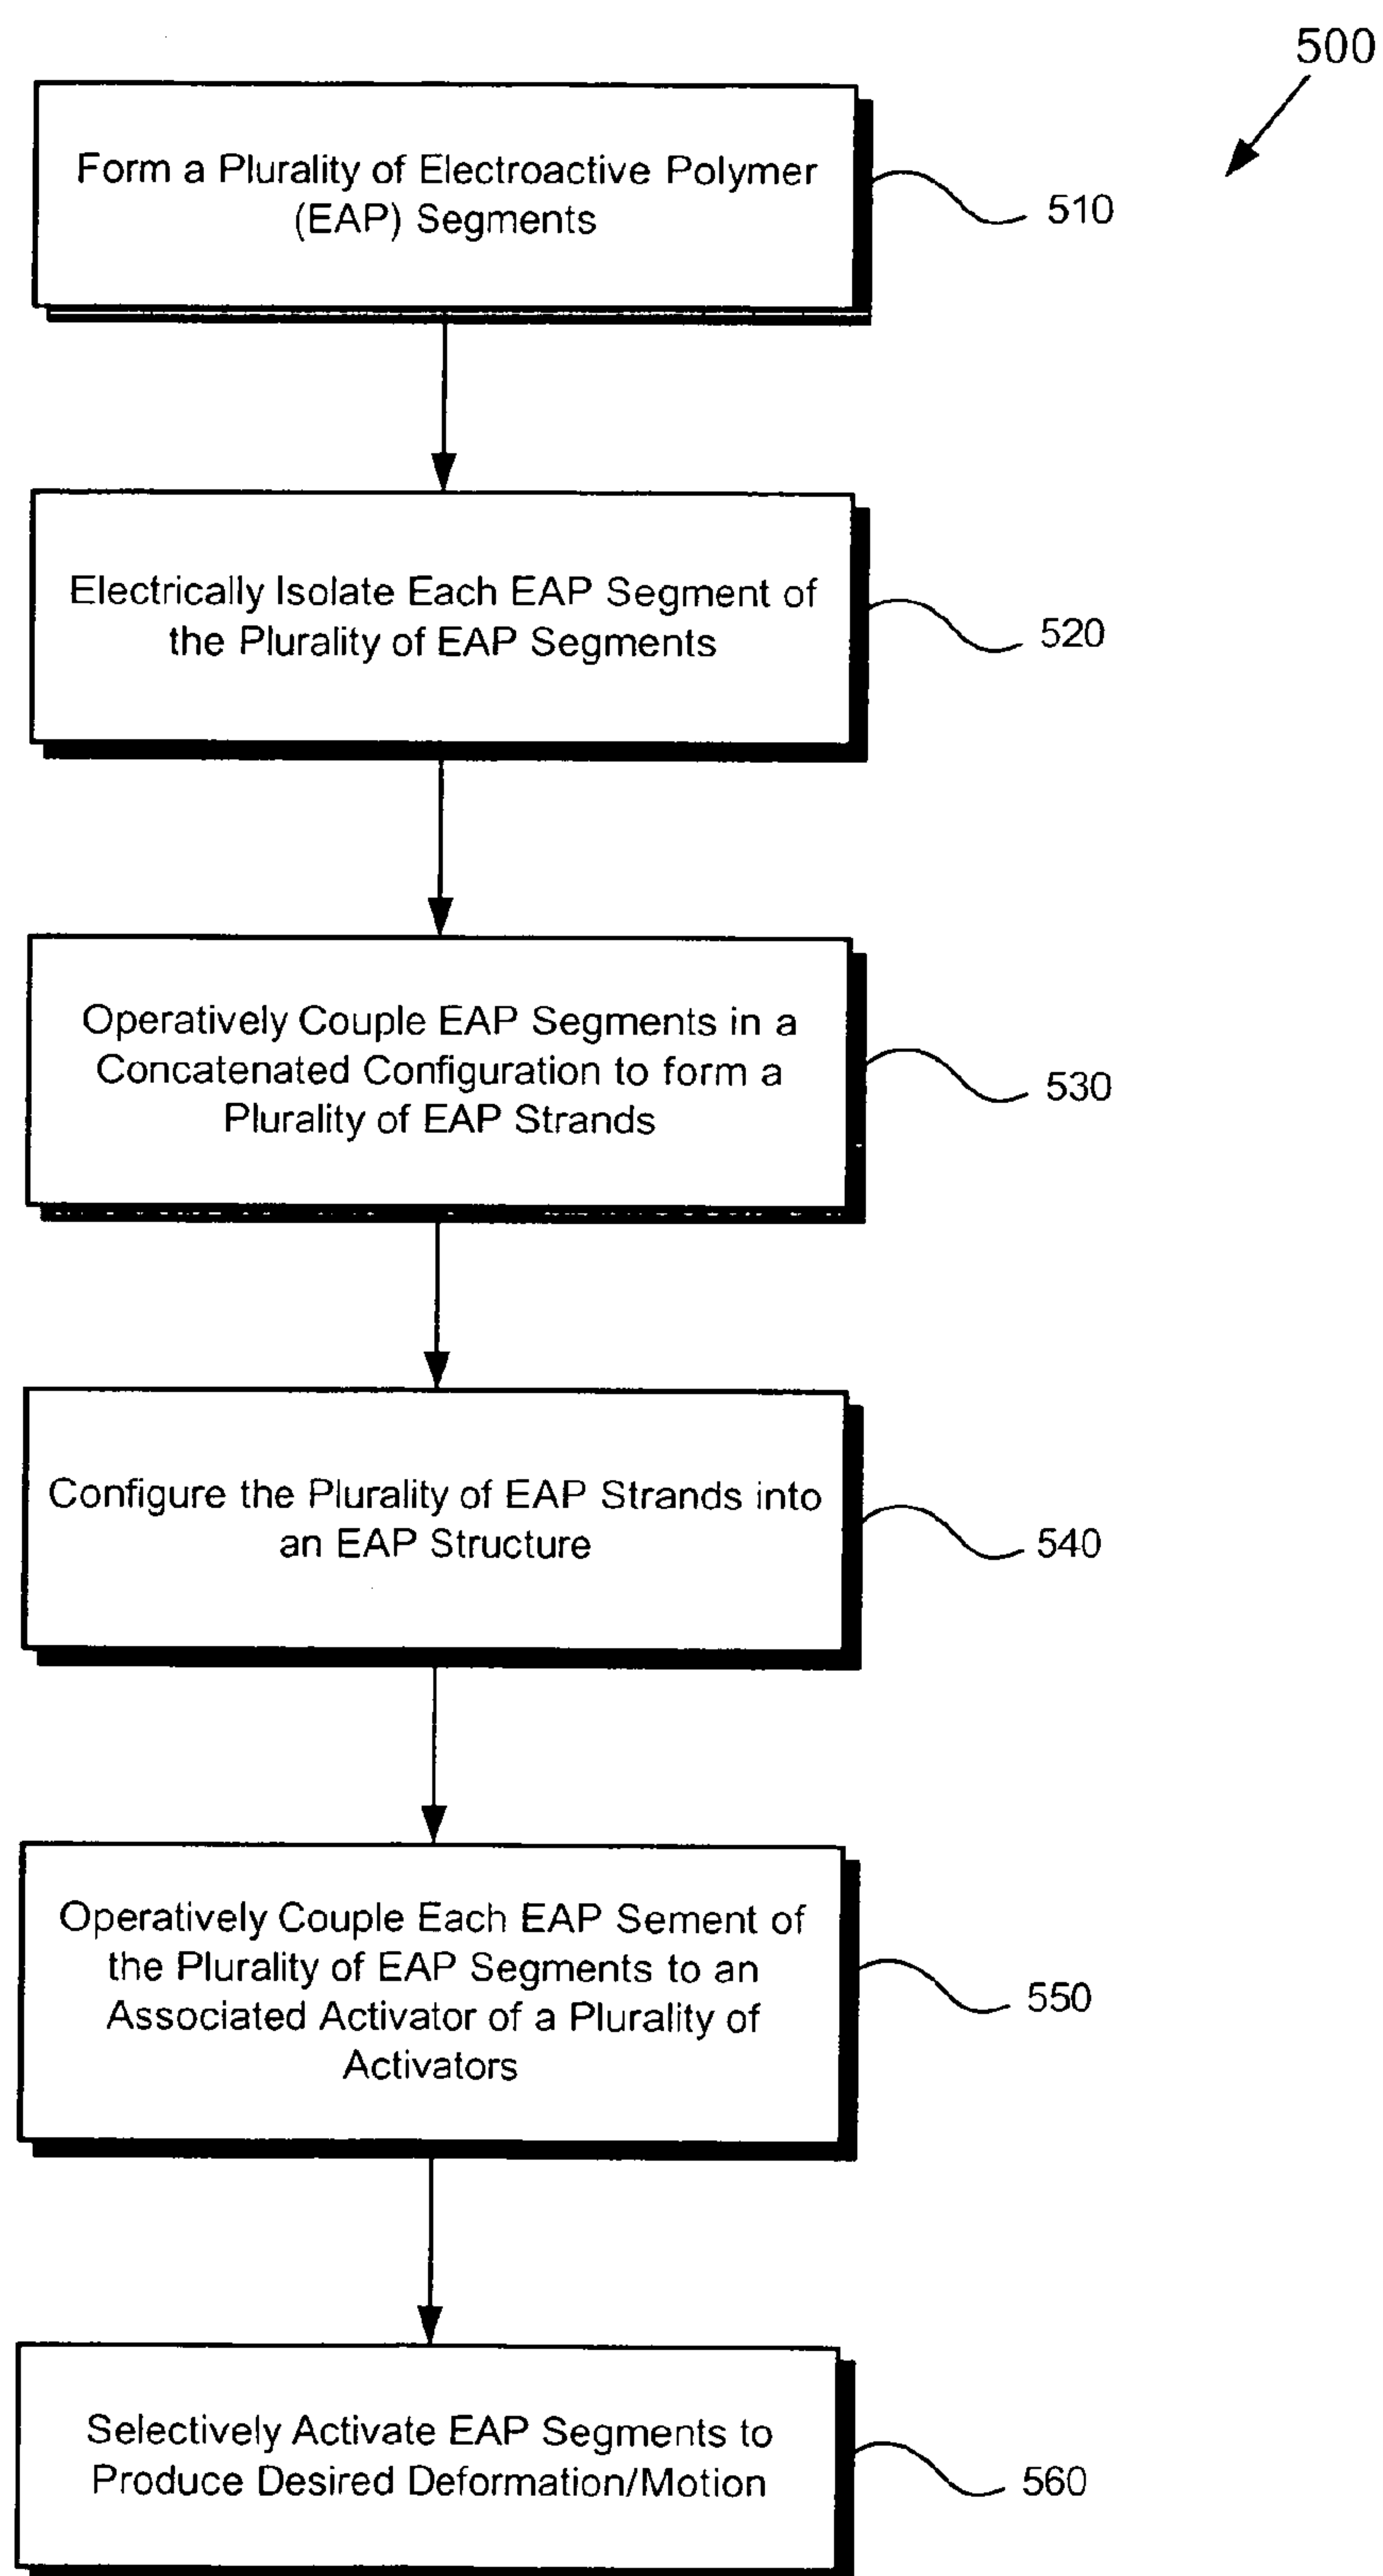 500
Form a Plurality of Electroactive Polymer
(EAP) Segments
510
Electrically Isolate Each EAP Segment of
the Plurality of EAP Segments
520
Operatively Couple EAP Segments in a
Concatenated Configuration to form a
Plurality of EAP Strands
530
Configure the Plurality of EAP Strands into
an EAP Structure
540
Operatively Couple Each EAP Sement of
the Plurality of EAP Segments to an
Associated Activator of a Plurality of
Activators
550
Selectively Activate EAP Segments to
Produce Desired Deformation/Motion
560